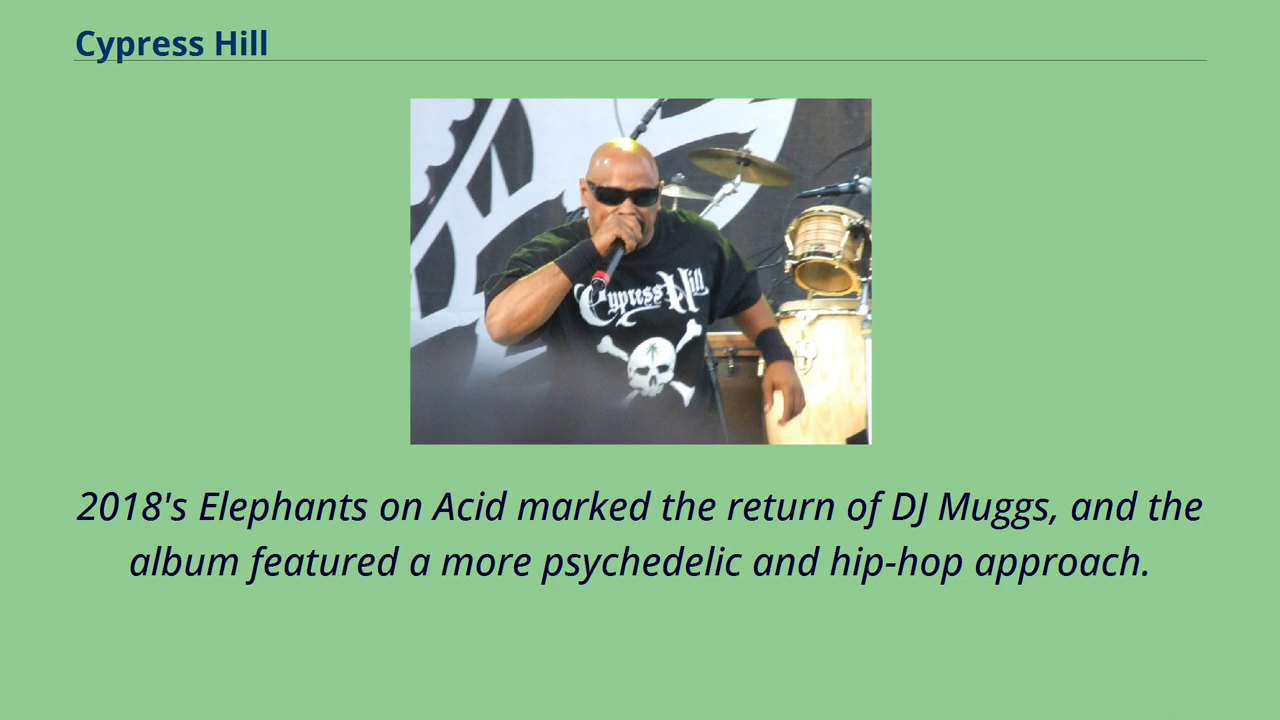 Cypress Hill
Cypress Hill
2018's Elephants on Acid marked the return of DJ Muggs, and the
album featured a more psychedelic and hip-hop approach.